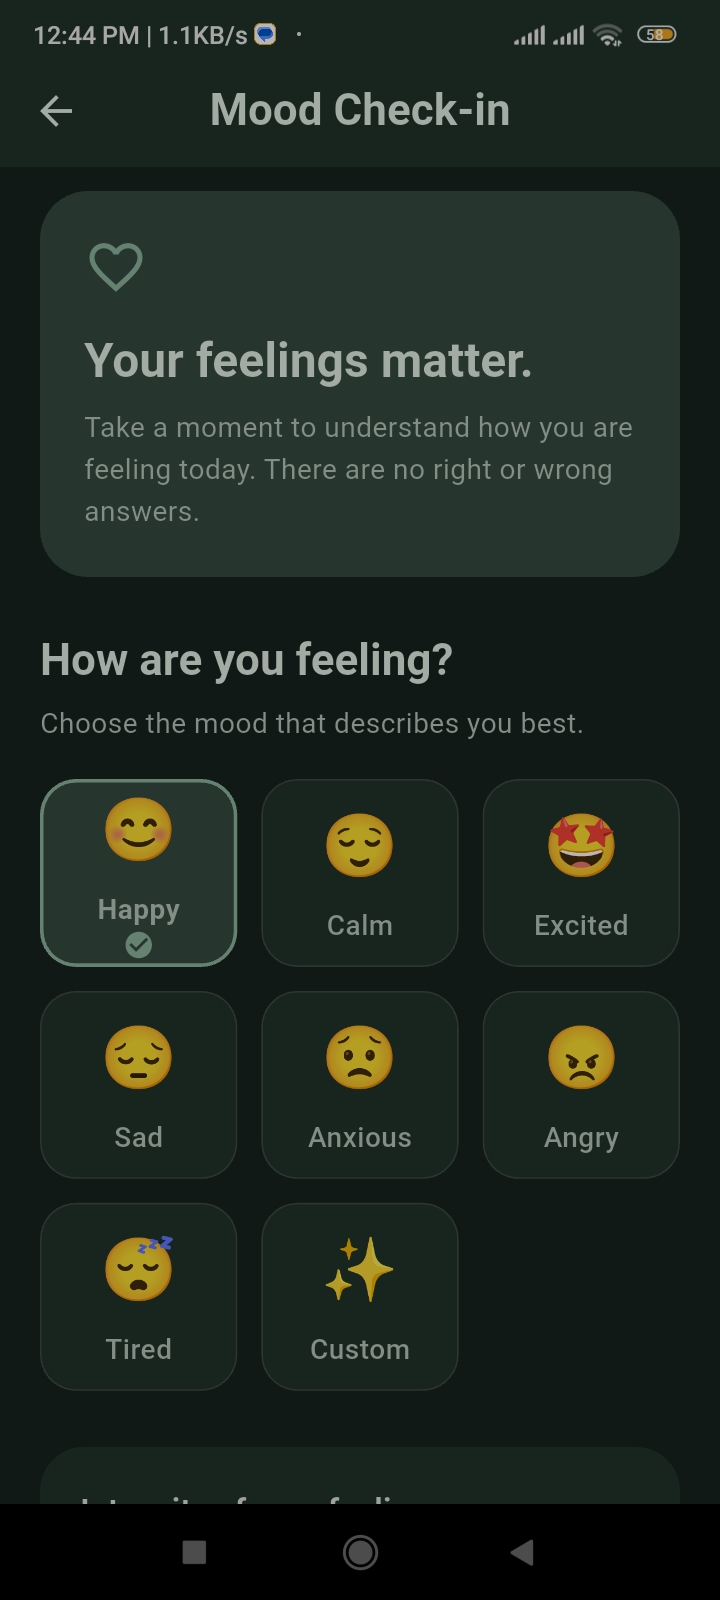 12:44 PM | 1.1KB/s
58
Mood Check-in
Your feelings matter.
Take a moment to understand how you are
feeling today. There are no right or wrong
answers.
How are you feeling?
Choose the mood that describes you best.
Happy
Calm
Excited
Sad
Anxious
Angry
Tired
Custom